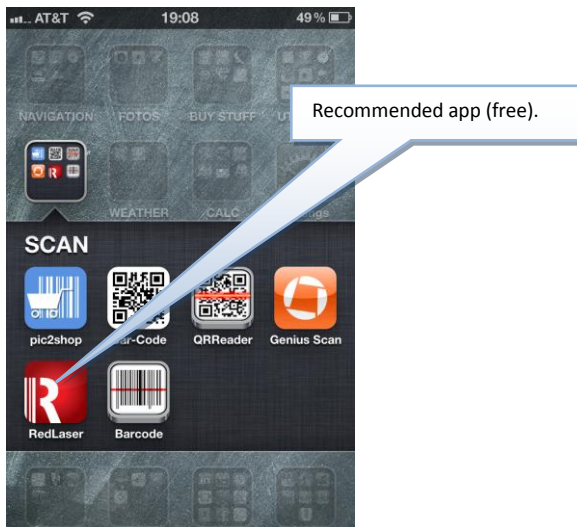 AT&T 19:08 49%
NAVIGATION FOTOS BUY STUFF
Recommended app (free).
WEATHER CALC
SCAN
pic2shop QRReader Genius Scan
RedLaser Barcode